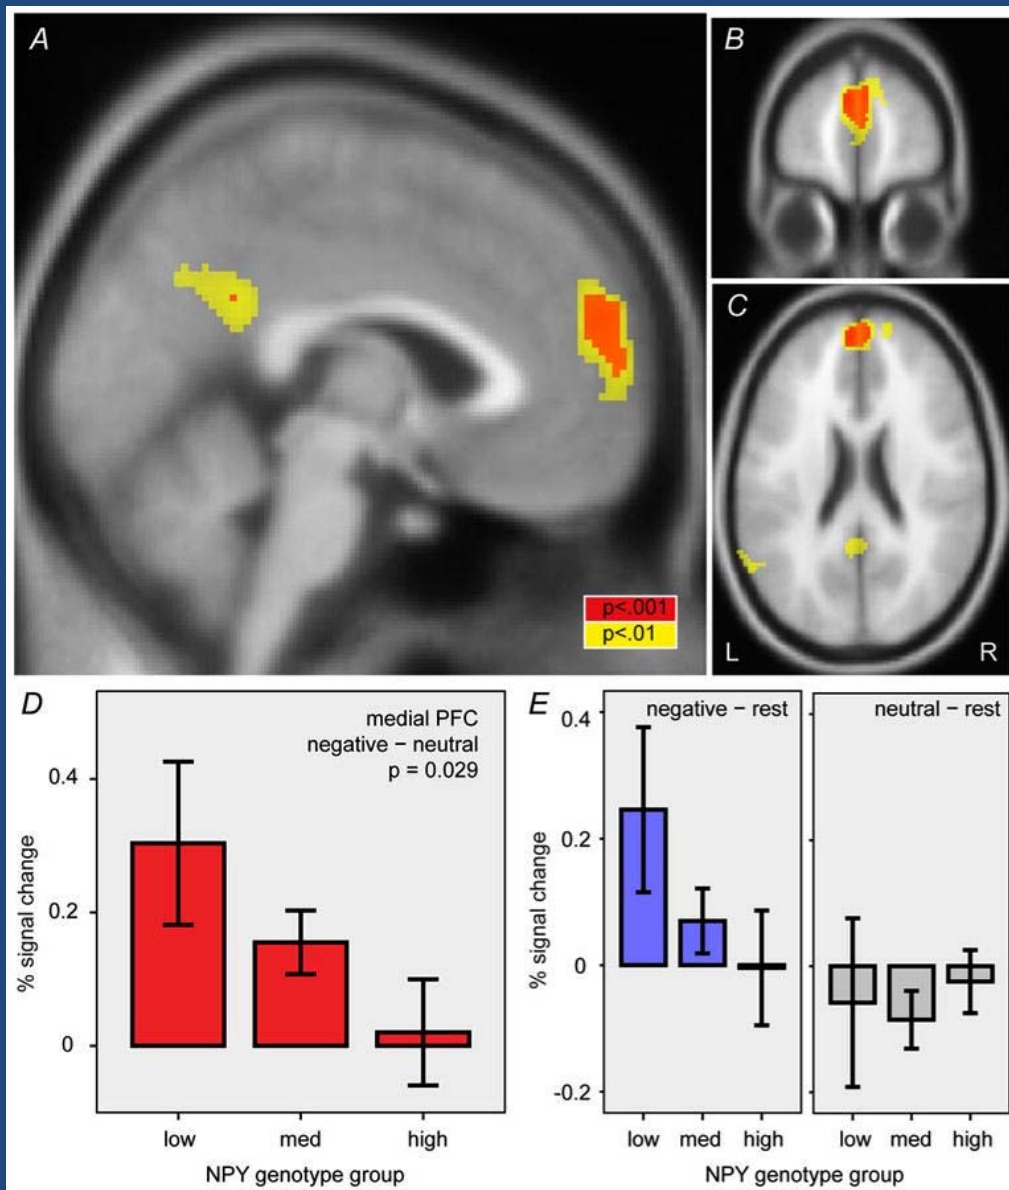 A
B
C
p<.001
p<.01
L
R
D
medial PFC
negative − neutral
p = 0.029
0.4
0.2
0
% signal change
low
med
high
NPY genotype group
E
negative − rest
neutral − rest
0.4
0.2
0
-0.2
% signal change
low
med
high
low
med
high
NPY genotype group